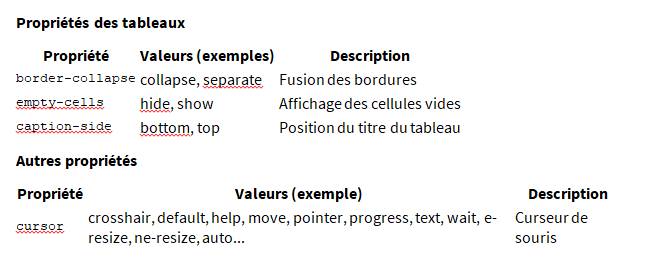 Propriétés des tableaux
Propriété Valeurs (exemples) Description
border-collapse collapse, separate Fusion des bordures
empty-cells hide, show Affichage des cellules vides
caption-side bottom, top Position du titre du tableau
Autres propriétés
Propriété Valeurs (exemple) Description
cursor crosshair, default, help, move, pointer, progress, text, wait, e- Curseur de
resize, ne-resize, auto... souris